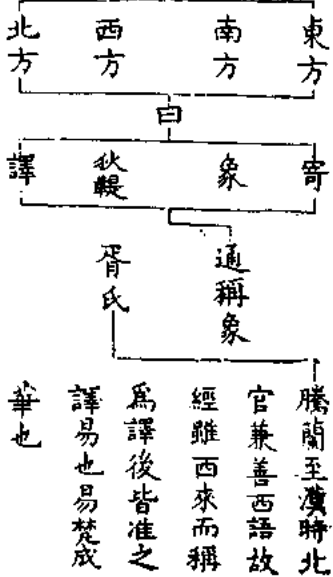 東方
南方
西方
北方
曰
寄
象
狄鞮
譯
通稱象
胥氏
騰蘭至漢時北
官兼善西語故
經雖西來而稱
為譯後皆准之
譯易也易梵成
華也